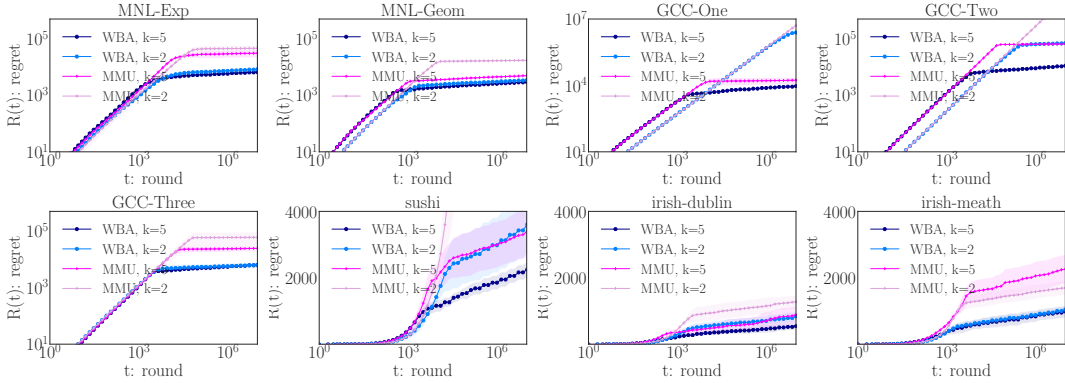 MNL-Exp
R(t): regret
10^5
10^3
10^1
WBA, k=5
WBA, k=2
MMU, k=5
MMU, k=2
10^0
10^3
10^6
t: round
MNL-Geom
R(t): regret
10^5
10^3
10^1
WBA, k=5
WBA, k=2
MMU, k=5
MMU, k=2
10^0
10^3
10^6
t: round
GCC-One
R(t): regret
10^7
10^4
10^1
WBA, k=5
WBA, k=2
MMU, k=5
MMU, k=2
10^0
10^3
10^6
t: round
GCC-Two
R(t): regret
10^5
10^3
10^1
WBA, k=5
WBA, k=2
MMU, k=5
MMU, k=2
10^0
10^3
10^6
t: round
GCC-Three
R(t): regret
10^5
10^3
10^1
WBA, k=5
WBA, k=2
MMU, k=5
MMU, k=2
10^0
10^3
10^6
t: round
sushi
R(t): regret
4000
2000
WBA, k=5
WBA, k=2
MMU, k=5
MMU, k=2
10^0
10^3
10^6
t: round
irish-dublin
R(t): regret
4000
2000
WBA, k=5
WBA, k=2
MMU, k=5
MMU, k=2
10^0
10^3
10^6
t: round
irish-meath
R(t): regret
4000
2000
WBA, k=5
WBA, k=2
MMU, k=5
MMU, k=2
10^0
10^3
10^6
t: round